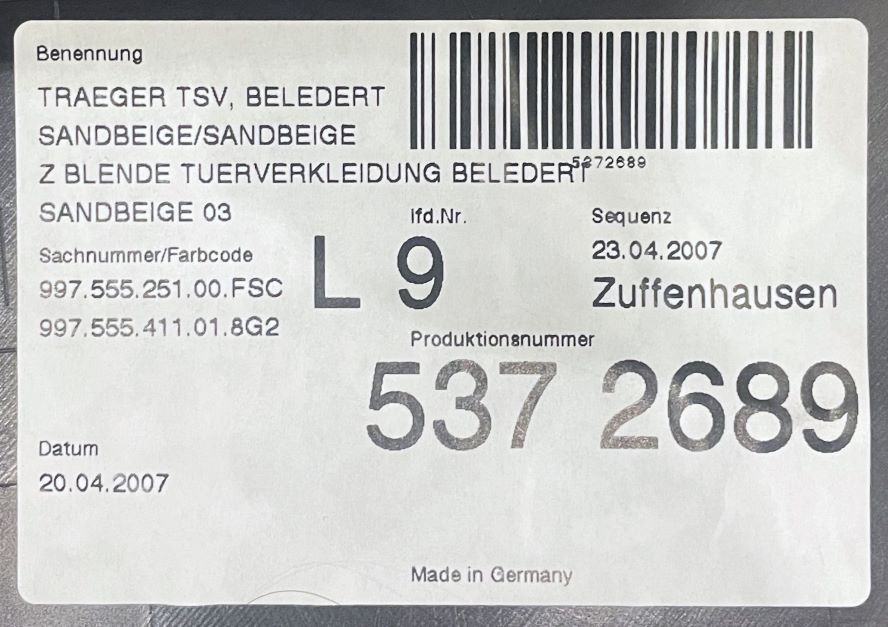 Benennung
TRAEGER TSV, BELEDERT
SANDBEIGE/SANDBEIGE
Z BLENDE TUERVERKLEIDUNG BELEDERT
5372689
SANDBEIGE 03
lfd.Nr.
Sequenz
Sachnummer/Farbcode
L 9
23.04.2007
997.555.251.00.FSC
Zuffenhausen
997.555.411.01.8G2
Produktionsnummer
537 2689
Datum
20.04.2007
Made in Germany